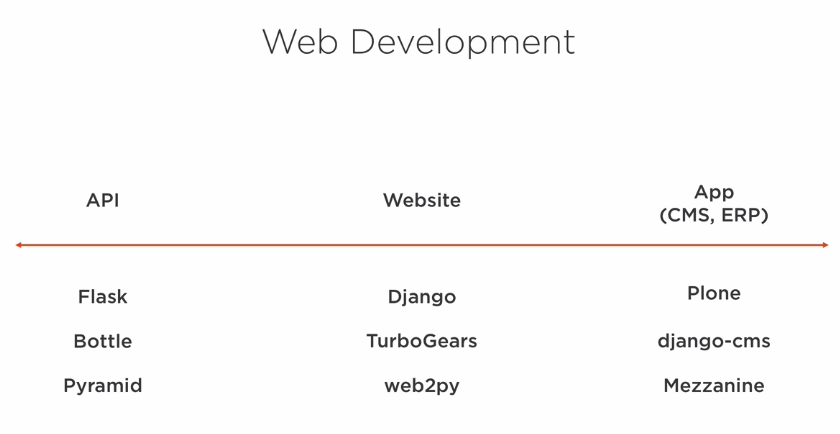 Web Development
API
Website
App
(CMS, ERP)
Flask
Django
Plone
Bottle
TurboGears
django-cms
Pyramid
web2py
Mezzanine